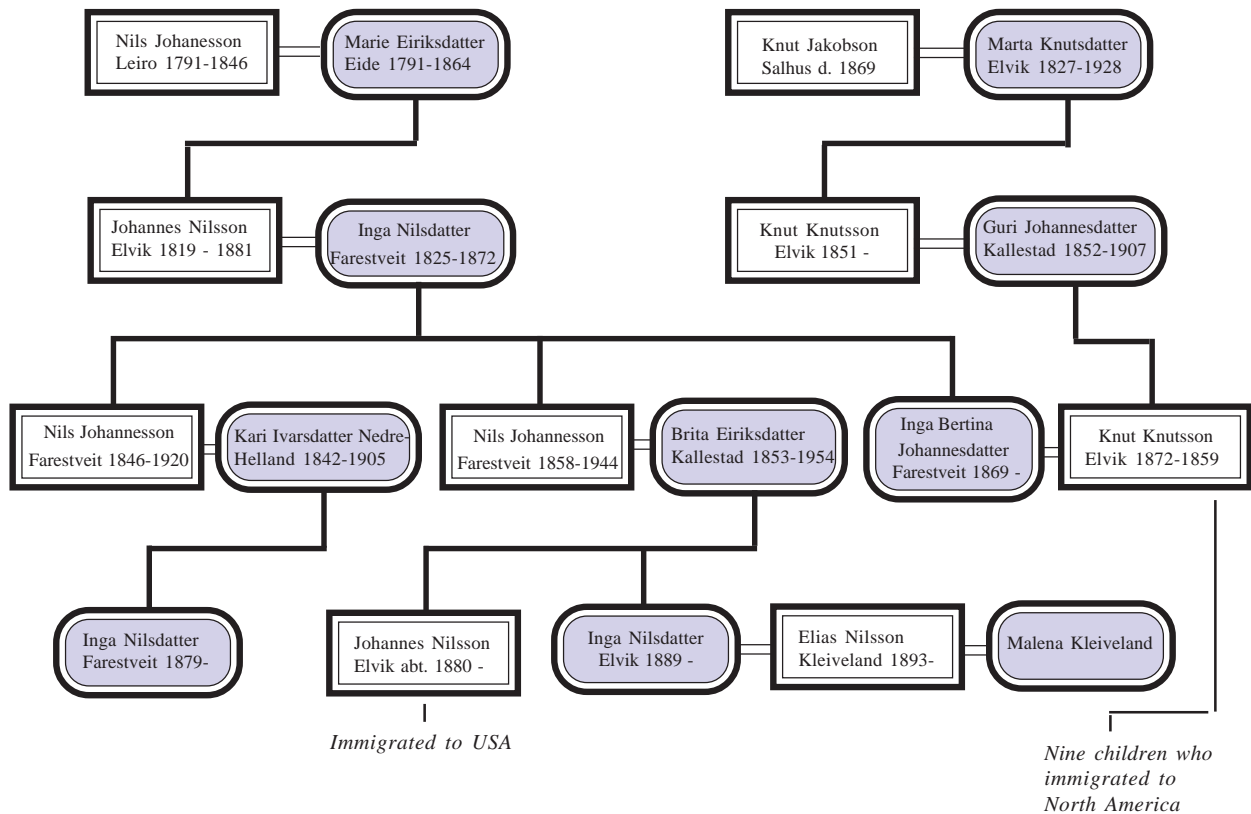 Nils Johanesson
Leiro 1791-1846
Marie Eiriksdatter
Eide 1791-1864
Knut Jakobson
Salhus d. 1869
Marta Knutsdatter
Elvik 1827-1928
Johannes Nilsson
Elvik 1819 - 1881
Inga Nilsdatter
Farestveit 1825-1872
Knut Knutsson
Elvik 1851 -
Guri Johannesdatter
Kallestad 1852-1907
Nils Johannesson
Farestveit 1846-1920
Kari Ivarsdatter Nedre-
Helland 1842-1905
Nils Johannesson
Farestveit 1858-1944
Brita Eiriksdatter
Kallestad 1853-1954
Inga Bertina
Johannesdatter
Farestveit 1869 -
Knut Knutsson
Elvik 1872-1859
Inga Nilsdatter
Farestveit 1879-
Johannes Nilsson
Elvik abt. 1880 -
Inga Nilsdatter
Elvik 1889 -
Elias Nilsson
Kleiveland 1893-
Malena Kleiveland
Immigrated to USA
Nine children who
immigrated to
North America